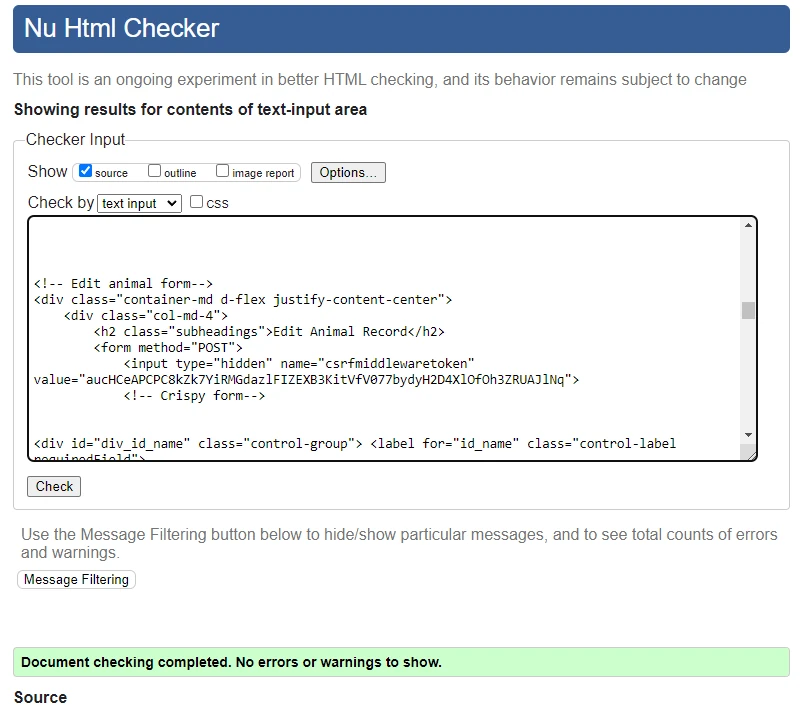 Nu Html Checker
This tool is an ongoing experiment in better HTML checking, and its behavior remains subject to change
Showing results for contents of text-input area
Checker Input
Show source outline image report Options...
Check by text input css
<!-- Edit animal form-->
<div class="container-md d-flex justify-content-center">
<div class="col-md-4">
<h2 class="subheadings">Edit Animal Record</h2>
<form method="POST">
<input type="hidden" name="csrfmiddlewaretoken"
value="aucHCeAPCPC8kZk7YiRMGdazlFIZEXB3KitVfV077bydyH2D4XlOfOh3ZRUAJlNq">
<!-- Crispy form-->
<div id="div_id_name" class="control-group"> <label for="id_name" class="control-label
requiredField">
Check
Use the Message Filtering button below to hide/show particular messages, and to see total counts of errors
and warnings.
Message Filtering
Document checking completed. No errors or warnings to show.
Source